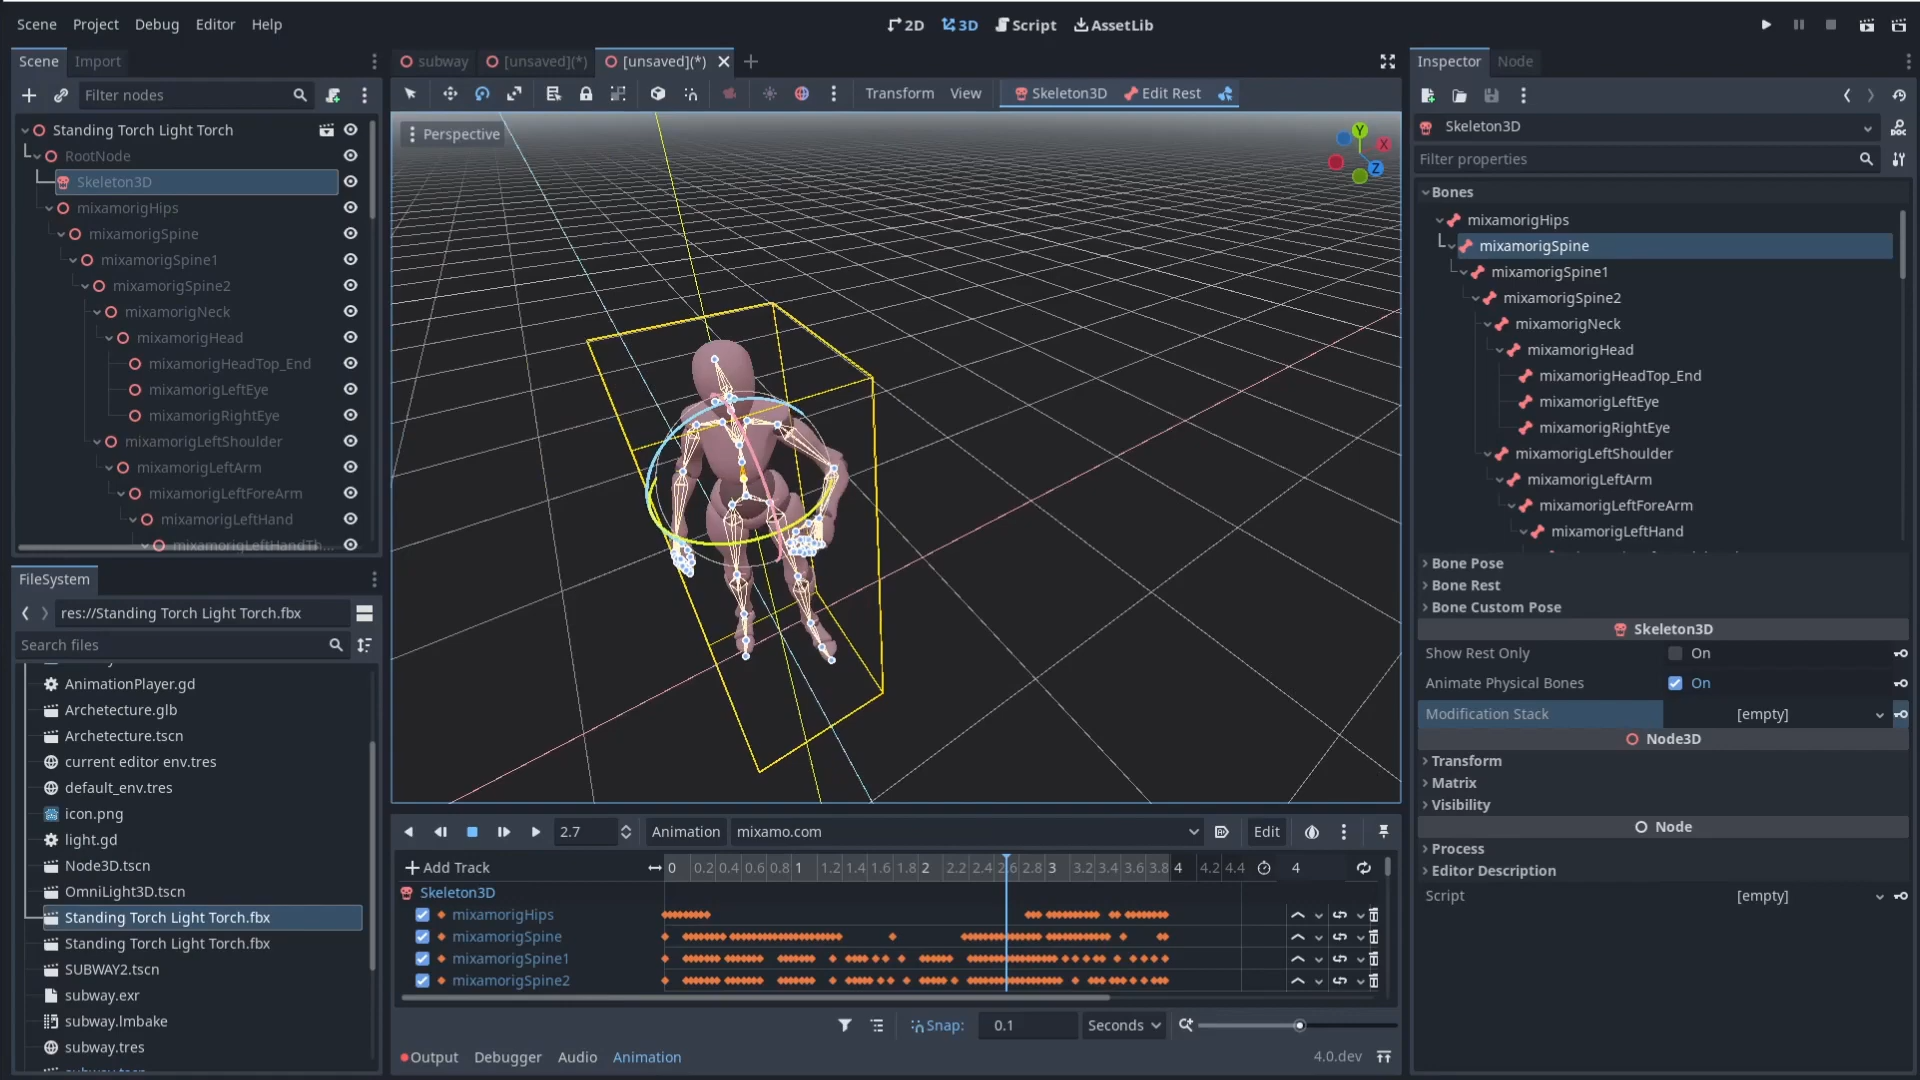 Scene Project Debug Editor Help
2D 3D Script AssetLib
Scene Import
Filter nodes
Standing Torch Light Torch
RootNode
Skeleton3D
mixamorigHips
mixamorigSpine
mixamorigSpine1
mixamorigSpine2
mixamorigNeck
mixamorigHead
mixamorigHeadTop_End
mixamorigLeftEye
mixamorigRightEye
mixamorigLeftShoulder
mixamorigLeftArm
mixamorigLeftForeArm
mixamorigLeftHand
mixamorigLeftHandTh...
FileSystem
res://Standing Torch Light Torch.fbx
Search files
AnimationPlayer.gd
Archetecture.glb
Archetecture.tscn
current editor env.tres
default_env.tres
icon.png
light.gd
Node3D.tscn
OmniLight3D.tscn
Standing Torch Light Torch.fbx
Standing Torch Light Torch.fbx
SUBWAY2.tscn
subway.exr
subway.lmbake
subway.tres
subway [unsaved](*) [unsaved](*)
Transform View Skeleton3D Edit Rest
Perspective
Y X Z
2.7 Animation mixamo.com Edit
Add Track 0 0.2 0.4 0.6 0.8 1 1.2 1.4 1.6 1.8 2 2.2 2.4 2.6 2.8 3 3.2 3.4 3.6 3.8 4 4.2 4.4 4
Skeleton3D
mixamorigHips
mixamorigSpine
mixamorigSpine1
mixamorigSpine2
Snap: 0.1 Seconds
Output Debugger Audio Animation 4.0.dev
Inspector Node
Skeleton3D DOC
Filter properties
Bones
mixamorigHips
mixamorigSpine
mixamorigSpine1
mixamorigSpine2
mixamorigNeck
mixamorigHead
mixamorigHeadTop_End
mixamorigLeftEye
mixamorigRightEye
mixamorigLeftShoulder
mixamorigLeftArm
mixamorigLeftForeArm
mixamorigLeftHand
Bone Pose
Bone Rest
Bone Custom Pose
Skeleton3D
Show Rest Only On
Animate Physical Bones On
Modification Stack [empty]
Node3D
Transform
Matrix
Visibility
Node
Process
Editor Description
Script [empty]